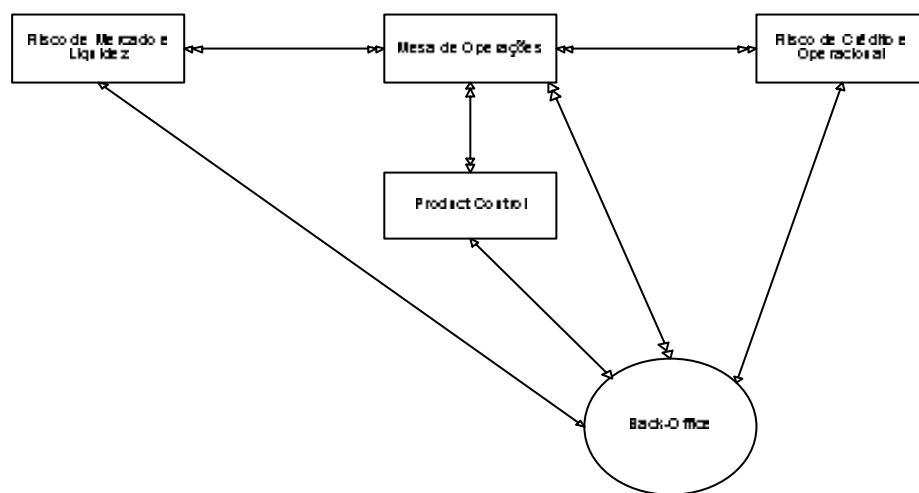 Risco de Mercado e
Liquidez
Mesa de Operações
Risco de Crédito e
Operacional
Product Control
Back-Office